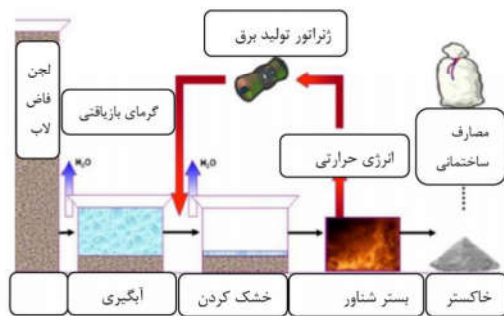 ژنراتور تولید برق
لجن
فاض
لاب
گرمای بازیافتی
انرژی حرارتی
مصارف
ساختمانی
H₂O
H₂O
آبگیری
خشک کردن
بستر شناور
خاکستر